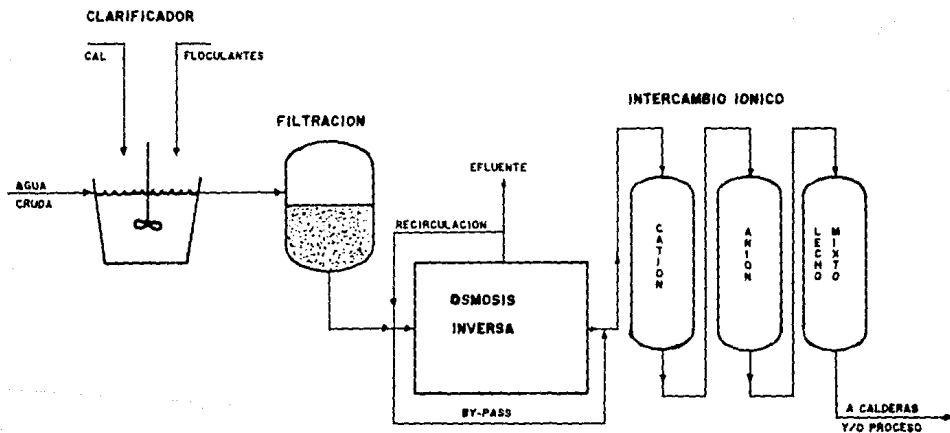 CLARIFICADOR
CAL
FLOCULANTES
AGUA
CRUDA
FILTRACION
EFLUENTE
RECIRCULACION
OSMOSIS
INVERSA
BY-PASS
INTERCAMBIO IONICO
CATION
ANION
LECHO
MIXTO
A CALDERAS
Y/O PROCESO